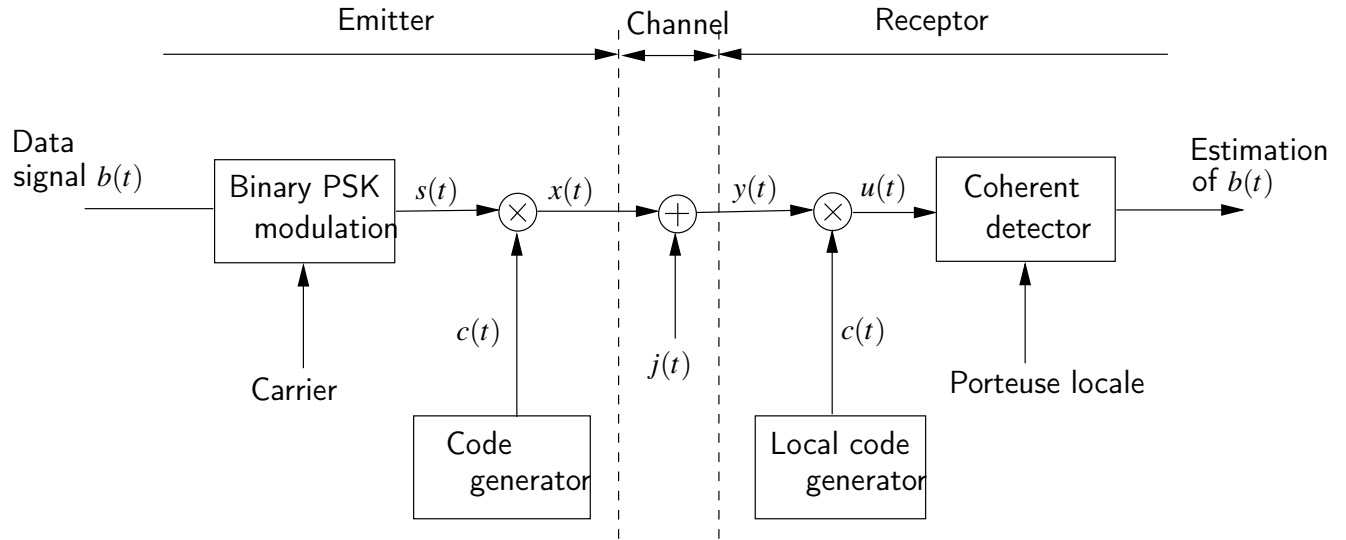 Emitter
Channel
Receptor
Data
signal b(t)
Binary PSK
modulation
s(t)
x(t)
y(t)
u(t)
Coherent
detector
Estimation
of b(t)
c(t)
j(t)
c(t)
Carrier
Porteuse locale
Code
generator
Local code
generator